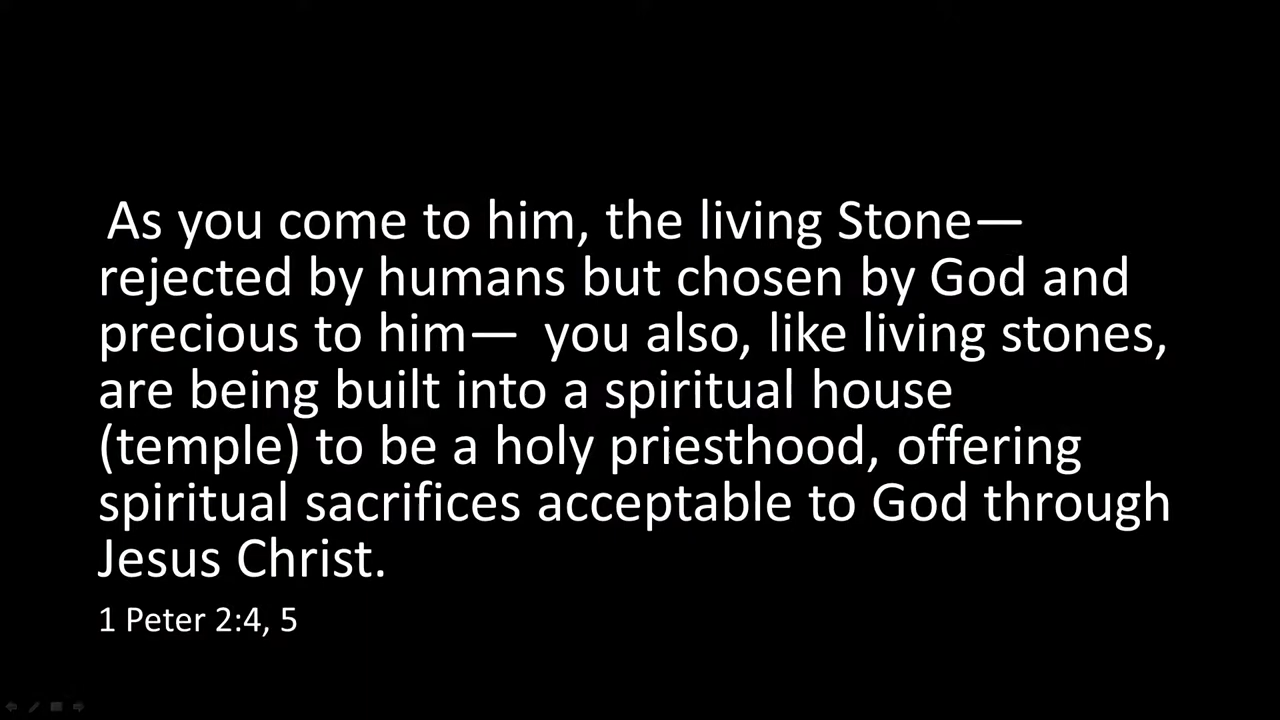 As you come to him, the living Stone—
rejected by humans but chosen by God and
precious to him— you also, like living stones,
are being built into a spiritual house
(temple) to be a holy priesthood, offering
spiritual sacrifices acceptable to God through
Jesus Christ.
1 Peter 2:4, 5